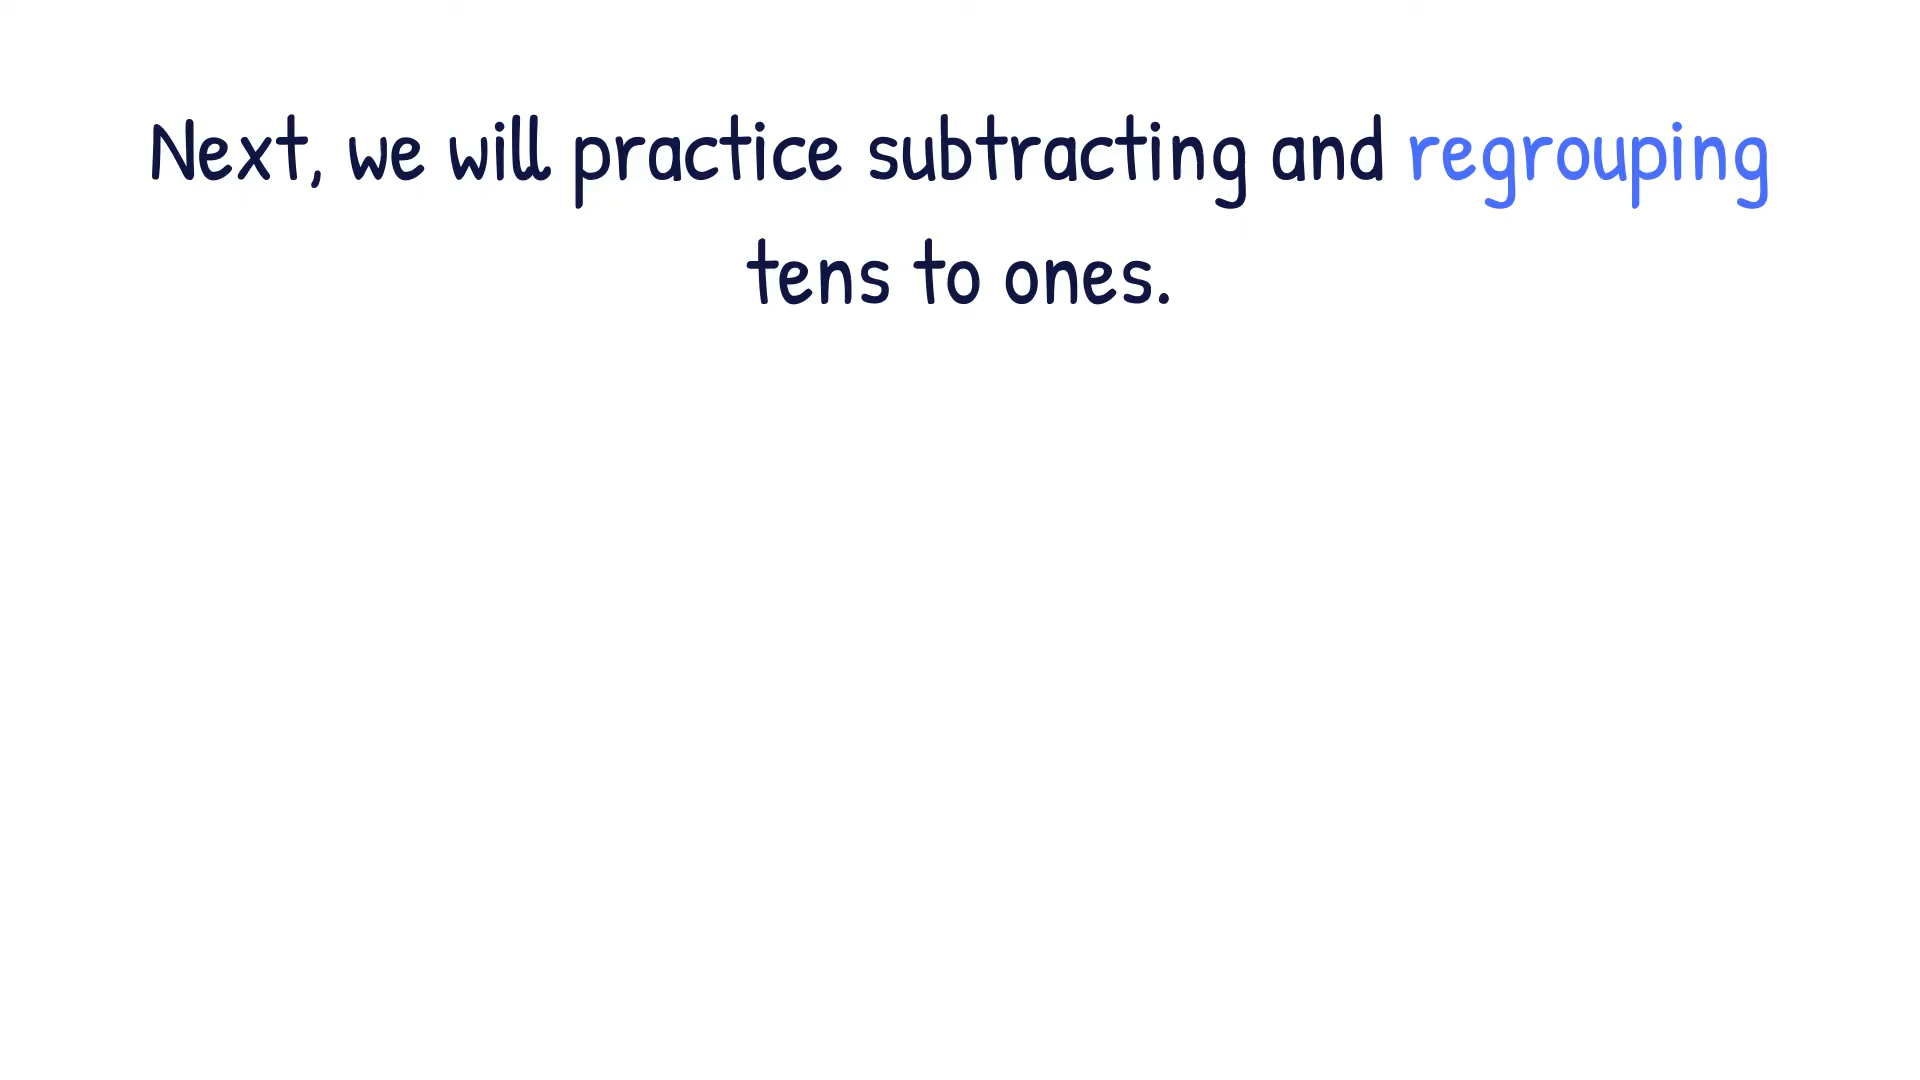 Next, we will practice subtracting and regrouping
tens to ones.